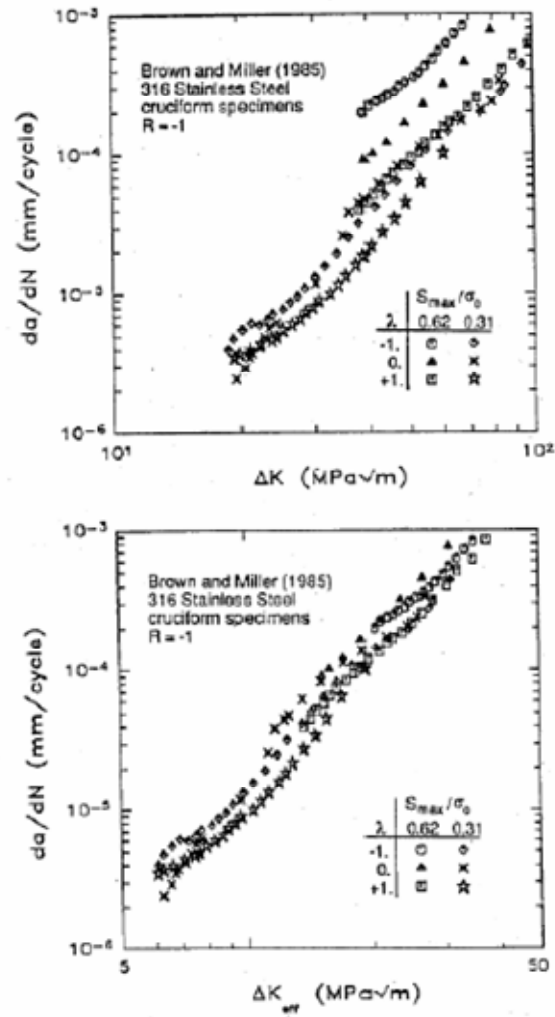 10⁻³
Brown and Miller (1985)
316 Stainless Steel
cruciform specimens
R = -1
10⁻⁴
da/dN (mm/cycle)
10⁻³
S_max/σ₀
λ 0.62 0.31
-1.
0.
+1.
10⁻⁶
10¹ 10²
ΔK (MPa√m)
10⁻³
Brown and Miller (1985)
316 Stainless Steel
cruciform specimens
R = -1
10⁻⁴
da/dN (mm/cycle)
10⁻⁵
S_max/σ₀
λ 0.62 0.31
-1.
0.
+1.
10⁻⁶
5 50
ΔK_eff (MPa√m)